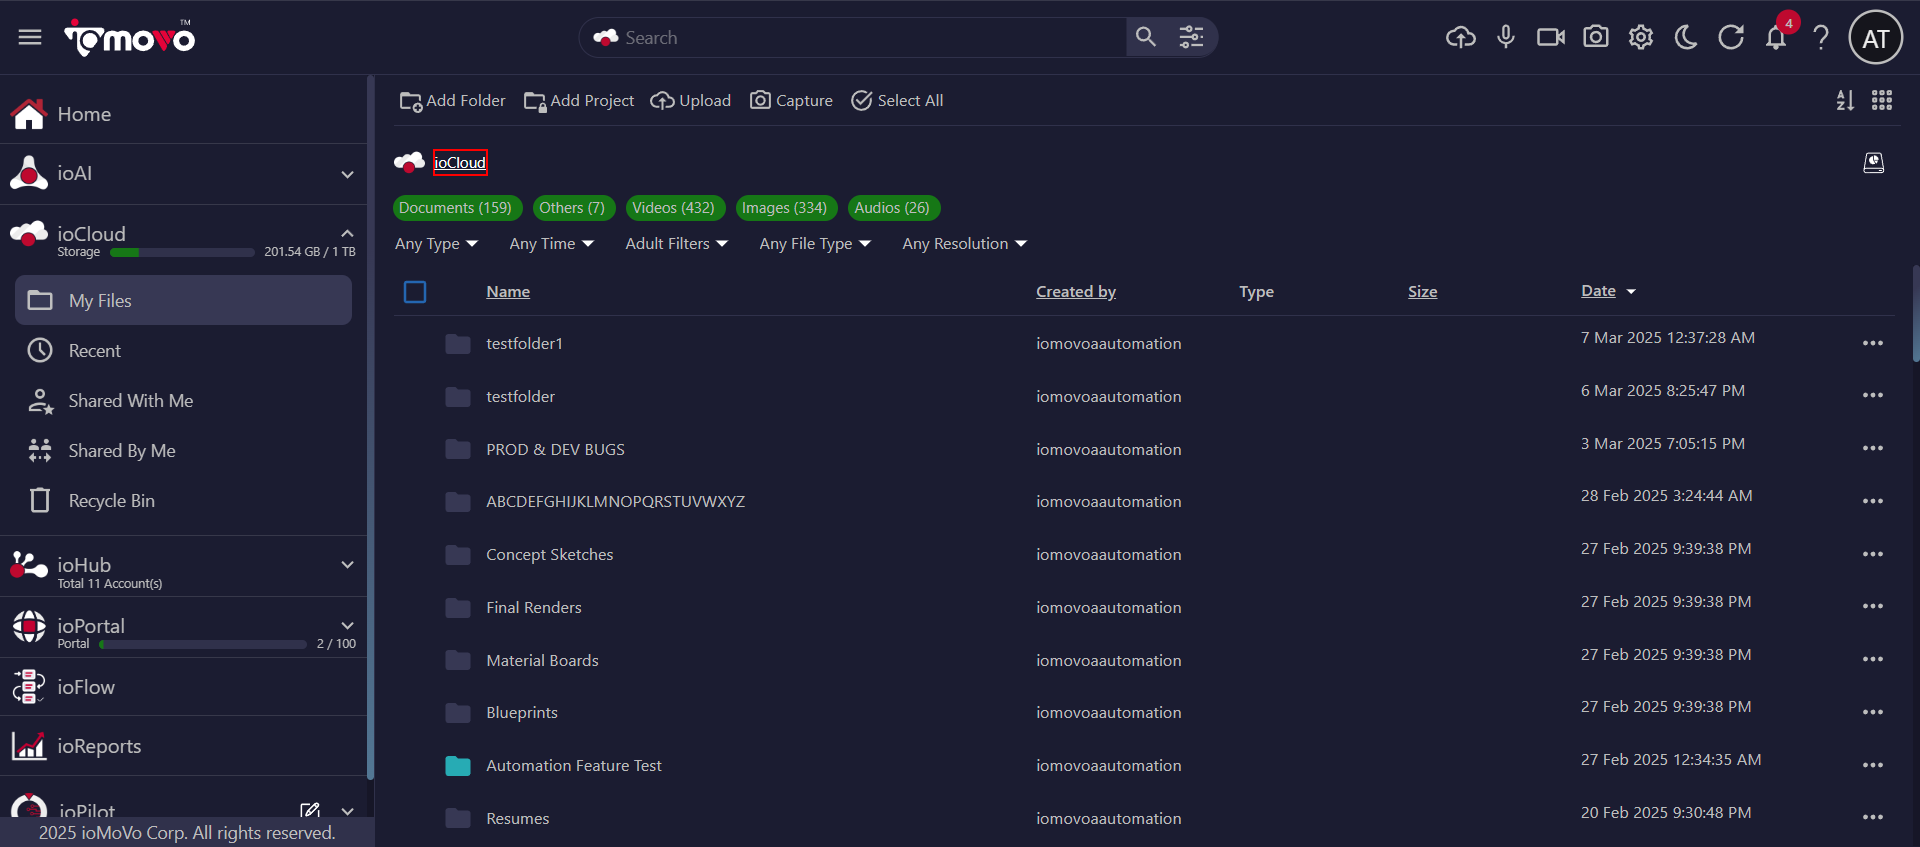 iomovo TM
Search
4
AT
Home
ioAI
ioCloud
Storage 201.54 GB / 1 TB
My Files
Recent
Shared With Me
Shared By Me
Recycle Bin
ioHub
Total 11 Account(s)
ioPortal
Portal 2 / 100
ioFlow
ioReports
ioPilot
2025 ioMoVo Corp. All rights reserved.
Add Folder Add Project Upload Capture Select All
ioCloud
Documents (159) Others (7) Videos (432) Images (334) Audios (26)
Any Type Any Time Adult Filters Any File Type Any Resolution
Name Created by Type Size Date
testfolder1 iomovoaautomation 7 Mar 2025 12:37:28 AM
testfolder iomovoaautomation 6 Mar 2025 8:25:47 PM
PROD & DEV BUGS iomovoaautomation 3 Mar 2025 7:05:15 PM
ABCDEFGHIJKLMNOPQRSTUVWXYZ iomovoaautomation 28 Feb 2025 3:24:44 AM
Concept Sketches iomovoaautomation 27 Feb 2025 9:39:38 PM
Final Renders iomovoaautomation 27 Feb 2025 9:39:38 PM
Material Boards iomovoaautomation 27 Feb 2025 9:39:38 PM
Blueprints iomovoaautomation 27 Feb 2025 9:39:38 PM
Automation Feature Test iomovoaautomation 27 Feb 2025 12:34:35 AM
Resumes iomovoaautomation 20 Feb 2025 9:30:48 PM